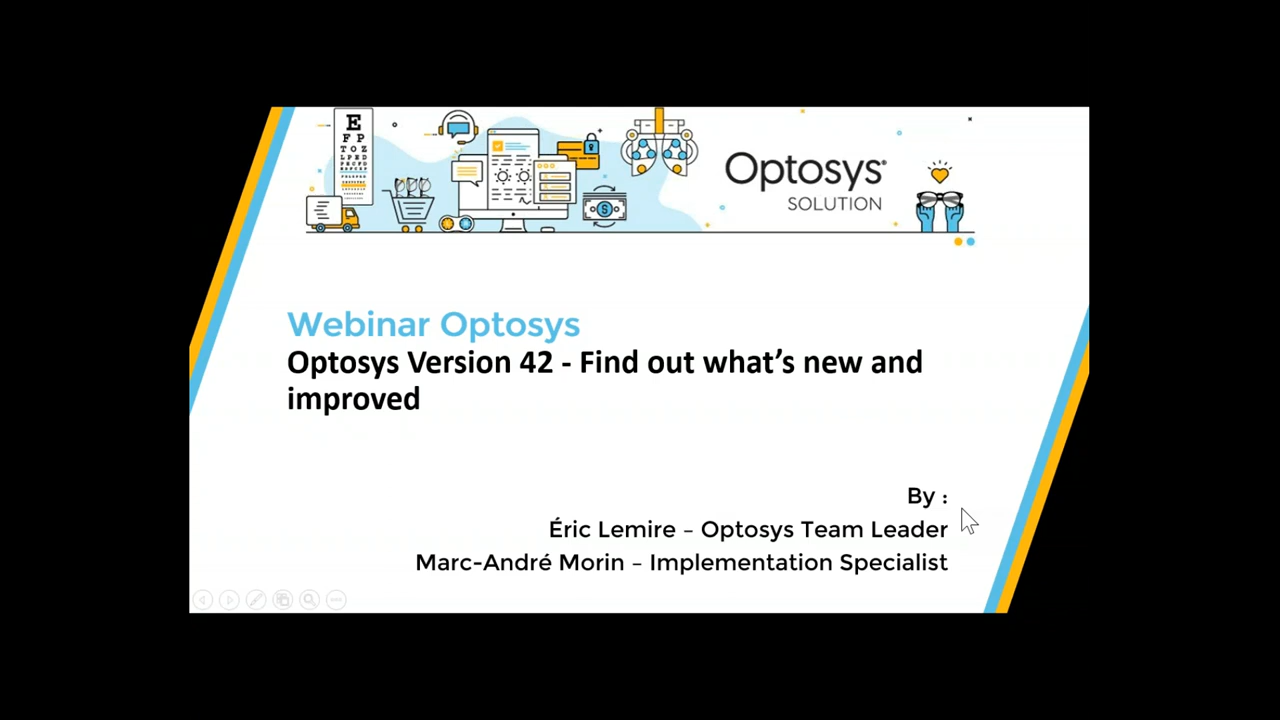 E
F P
T O Z
L P E D
Optosys®
SOLUTION
Webinar Optosys
Optosys Version 42 - Find out what's new and
improved
By :
Éric Lemire – Optosys Team Leader
Marc-André Morin – Implementation Specialist